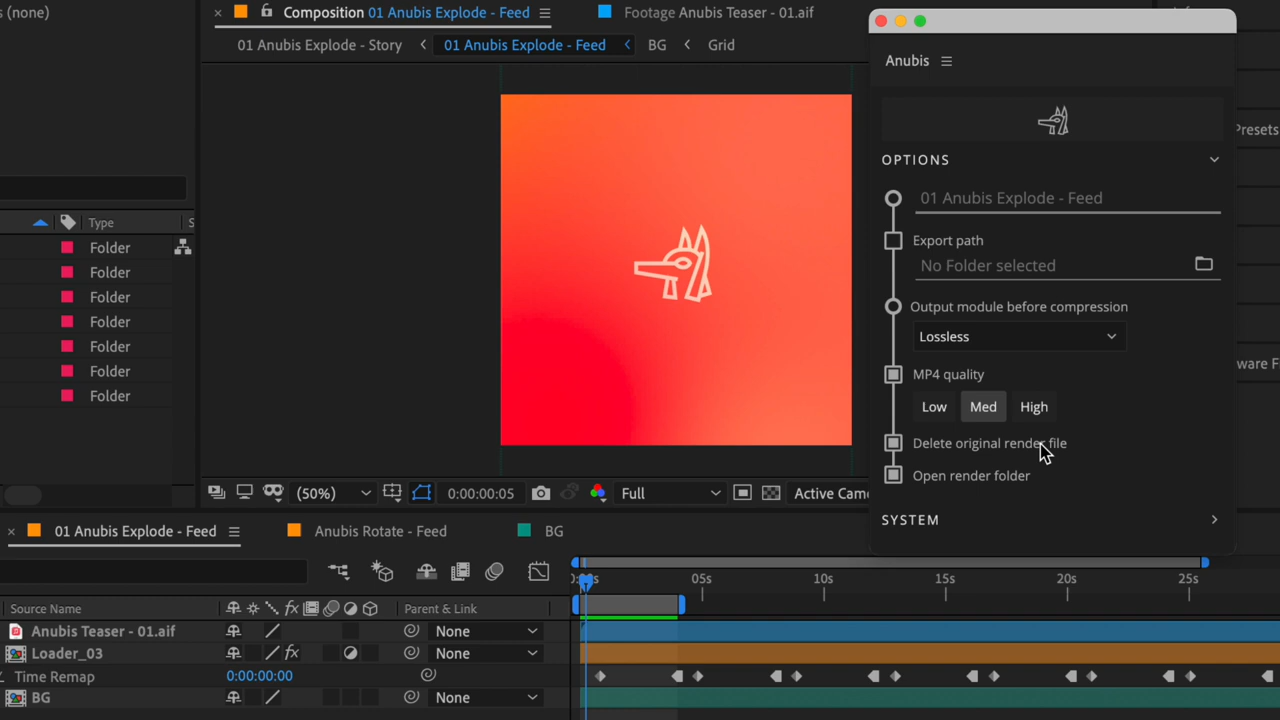 s (none)
× Composition 01 Anubis Explode - Feed
Footage Anubis Teaser - 01.aif
01 Anubis Explode - Story < 01 Anubis Explode - Feed < BG < Grid
Type
Folder
Folder
Folder
Folder
Folder
Folder
Folder
(50%)
0:00:00:05
Full
Active Cam
Anubis
OPTIONS
01 Anubis Explode - Feed
Export path
No Folder selected
Output module before compression
Lossless
MP4 quality
Low Med High
Delete original render file
Open render folder
SYSTEM
Presets
ware F
× 01 Anubis Explode - Feed
Anubis Rotate - Feed
BG
05s 10s 15s 20s 25s
Source Name
fx
Parent & Link
Anubis Teaser - 01.aif
None
Loader_03
fx
None
Time Remap
0:00:00:00
BG
None